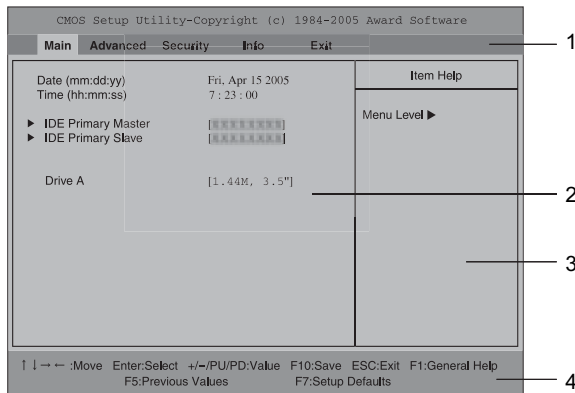 CMOS Setup Utility-Copyright (c) 1984-2005 Award Software
Main Advanced Security Info Exit 1
Date (mm:dd:yy) Fri, Apr 15 2005 Item Help
Time (hh:mm:ss) 7 : 23 : 00
Menu Level ▶
▶ IDE Primary Master
▶ IDE Primary Slave
Drive A [1.44M, 3.5"] 2
3
↑ ↓ → ← :Move Enter:Select +/–/PU/PD:Value F10:Save ESC:Exit F1:General Help
F5:Previous Values F7:Setup Defaults 4